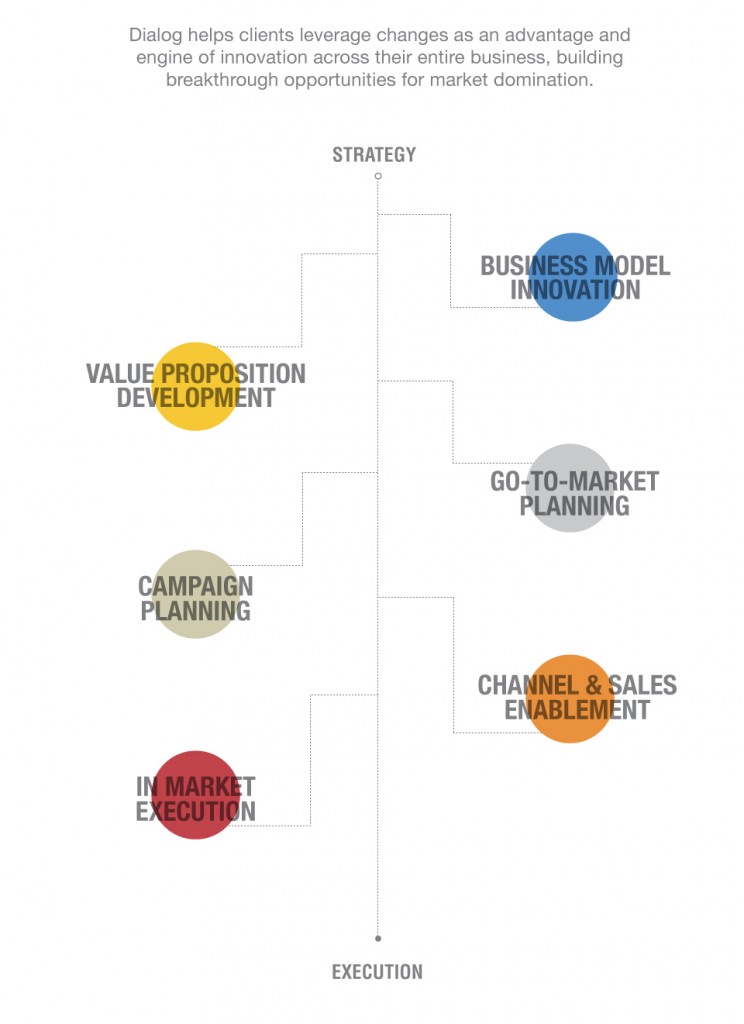 Dialog helps clients leverage changes as an advantage and
engine of innovation across their entire business, building
breakthrough opportunities for market domination.
STRATEGY
BUSINESS MODEL
INNOVATION
VALUE PROPOSITION
DEVELOPMENT
GO-TO-MARKET
PLANNING
CAMPAIGN
PLANNING
CHANNEL & SALES
ENABLEMENT
IN MARKET
EXECUTION
EXECUTION